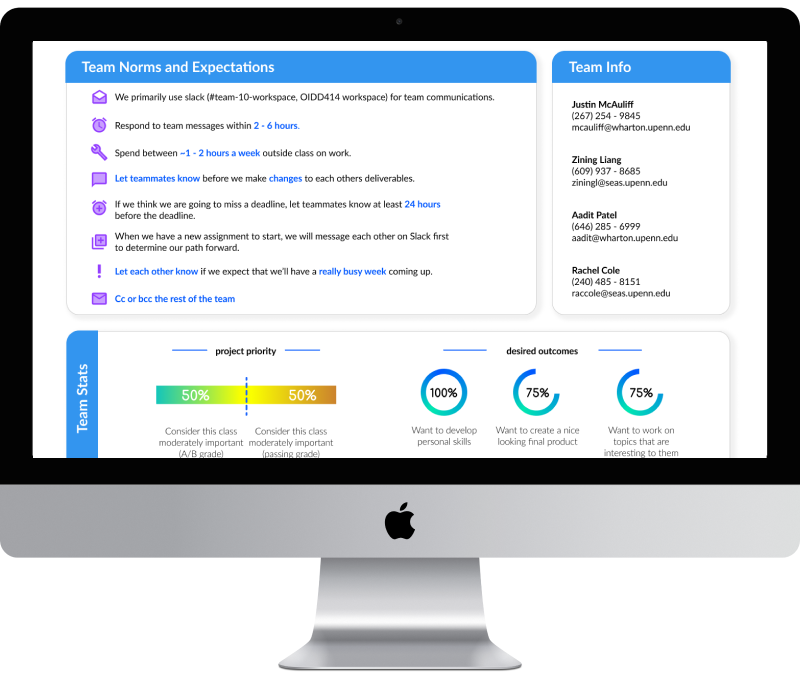 Team Norms and Expectations
We primarily use slack (#team-10-workspace, OIDD414 workspace) for team communications.
Respond to team messages within 2 - 6 hours.
Spend between ~1 - 2 hours a week outside class on work.
Let teammates know before we make changes to each others deliverables.
If we think we are going to miss a deadline, let teammates know at least 24 hours
before the deadline.
When we have a new assignment to start, we will message each other on Slack first
to determine our path forward.
Let each other know if we expect that we'll have a really busy week coming up.
Cc or bcc the rest of the team
Team Info
Justin McAuliff
(267) 254 - 9845
mcauliff@wharton.upenn.edu
Zining Liang
(609) 937 - 8685
ziningl@seas.upenn.edu
Aadit Patel
(646) 285 - 6999
aadit@wharton.upenn.edu
Rachel Cole
(240) 485 - 8151
raccole@seas.upenn.edu
Team Stats
project priority
50%
50%
Consider this class
moderately important
(A/B grade)
Consider this class
moderately important
(passing grade)
desired outcomes
100%
75%
75%
Want to develop
personal skills
Want to create a nice
looking final product
Want to work on
topics that are
interesting to them